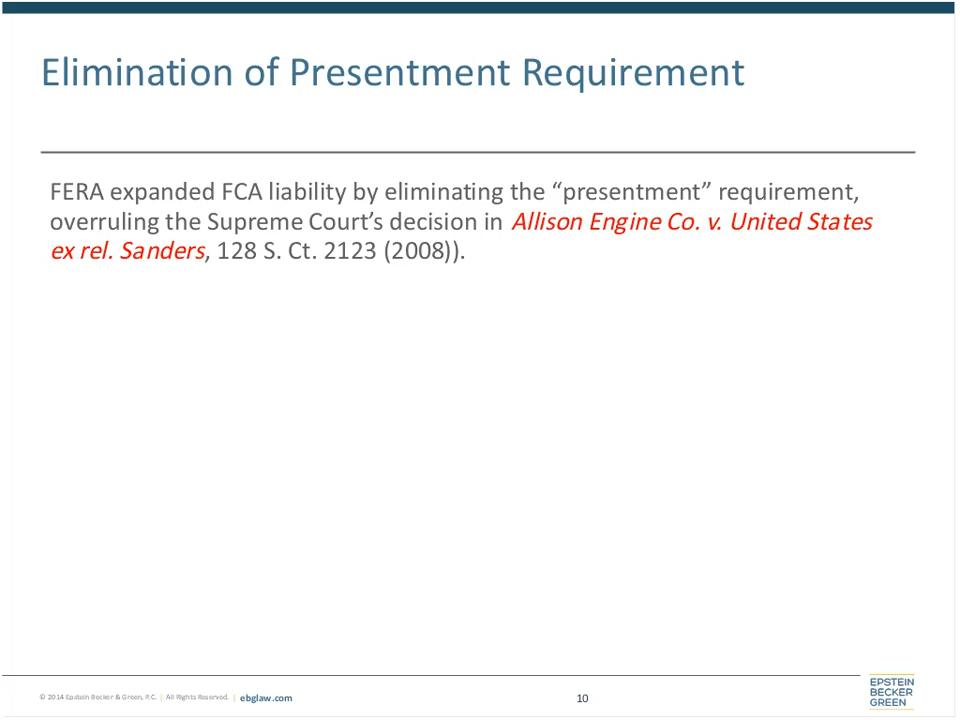 Elimination of Presentment Requirement
FERA expanded FCA liability by eliminating the “presentment” requirement,
overruling the Supreme Court’s decision in Allison Engine Co. v. United States
ex rel. Sanders, 128 S. Ct. 2123 (2008)).
© 2014 Epstein Becker & Green, P.C. | All Rights Reserved. | ebglaw.com
10
EPSTEIN
BECKER
GREEN